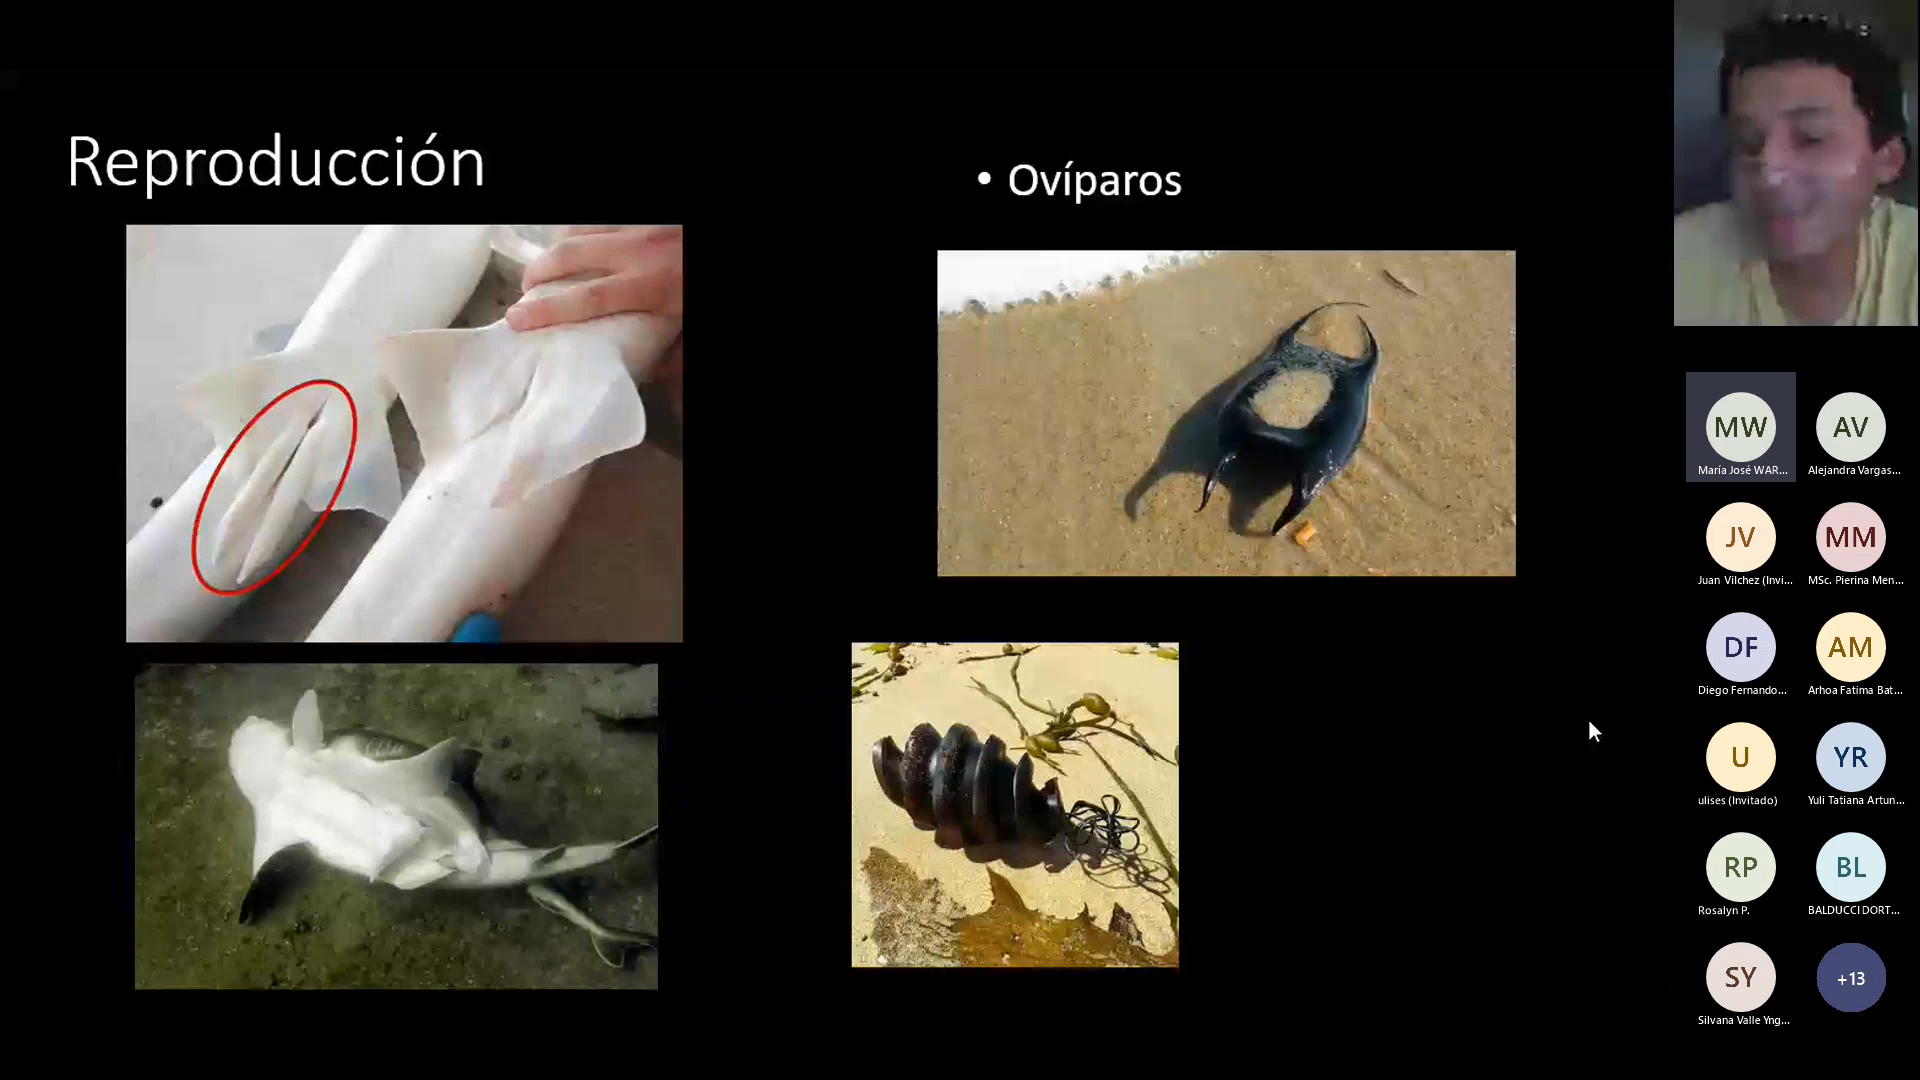 Reproducción
• Ovíparos
MW
María José WAR...
AV
Alejandra Vargas...
JV
Juan Vilchez (Invi...
MM
MSc. Pierina Men...
DF
Diego Fernando...
AM
Arhoa Fatima Bat...
U
ulises (Invitado)
YR
Yuli Tatiana Artun...
RP
Rosalyn P.
BL
BALDUCCI DORT...
SY
Silvana Valle Yng...
+13